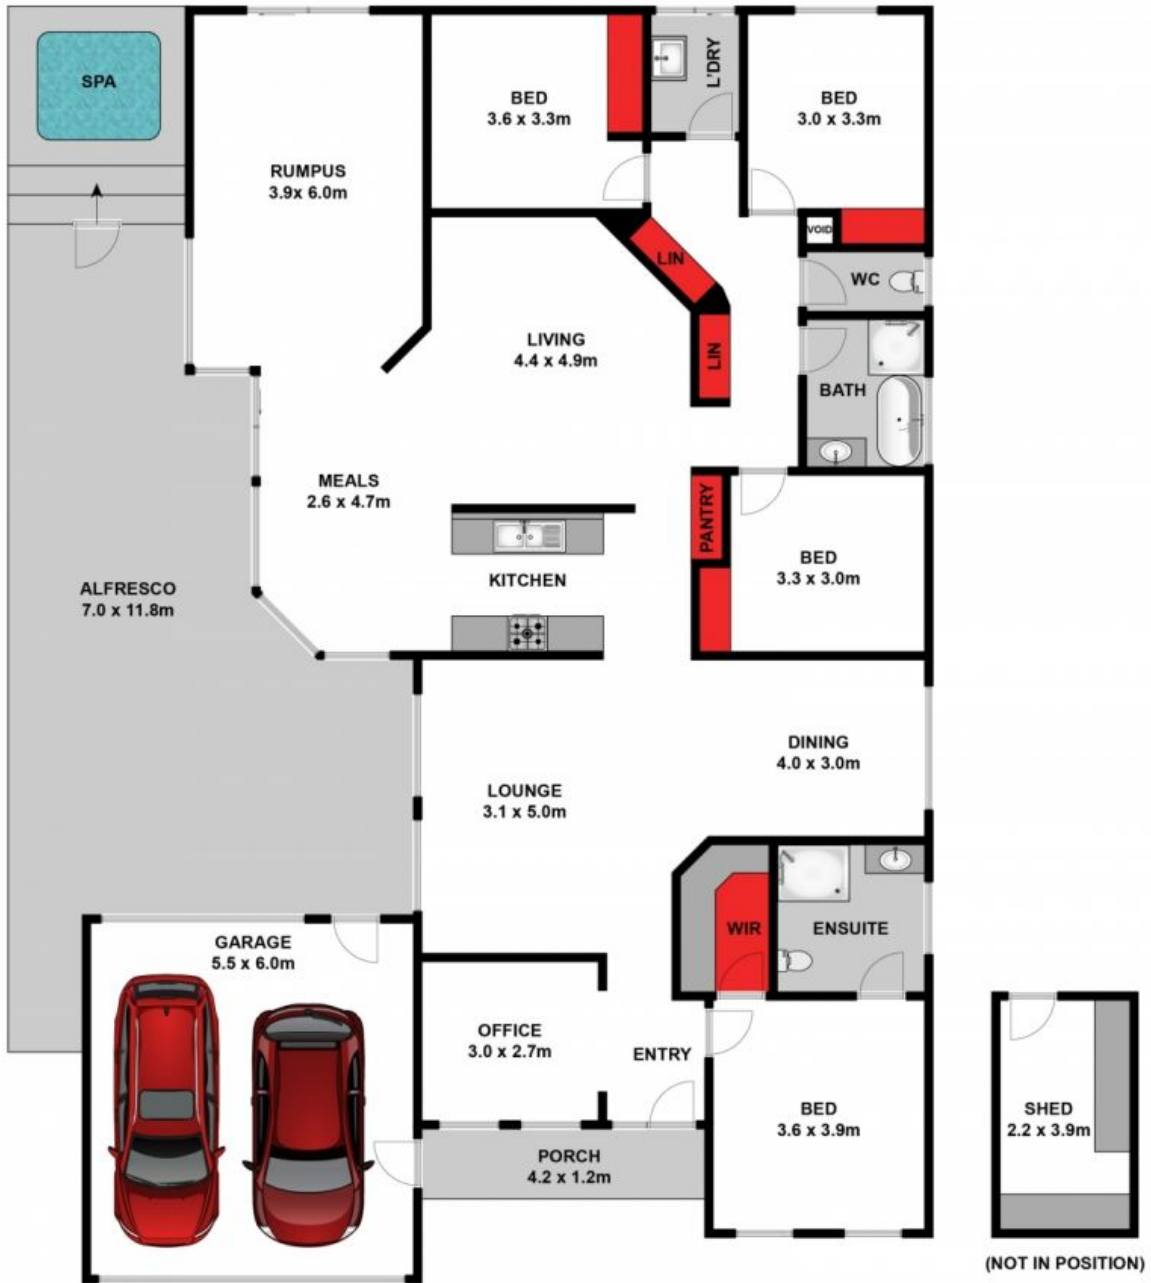 SPA
RUMPUS
3.9x 6.0m
BED
3.6 x 3.3m
L'DRY
BED
3.0 x 3.3m
VOID
LIN
WC
LIVING
4.4 x 4.9m
LIN
BATH
MEALS
2.6 x 4.7m
PANTRY
KITCHEN
BED
3.3 x 3.0m
ALFRESCO
7.0 x 11.8m
DINING
4.0 x 3.0m
LOUNGE
3.1 x 5.0m
WIR
ENSUITE
GARAGE
5.5 x 6.0m
OFFICE
3.0 x 2.7m
ENTRY
BED
3.6 x 3.9m
SHED
2.2 x 3.9m
PORCH
4.2 x 1.2m
(NOT IN POSITION)